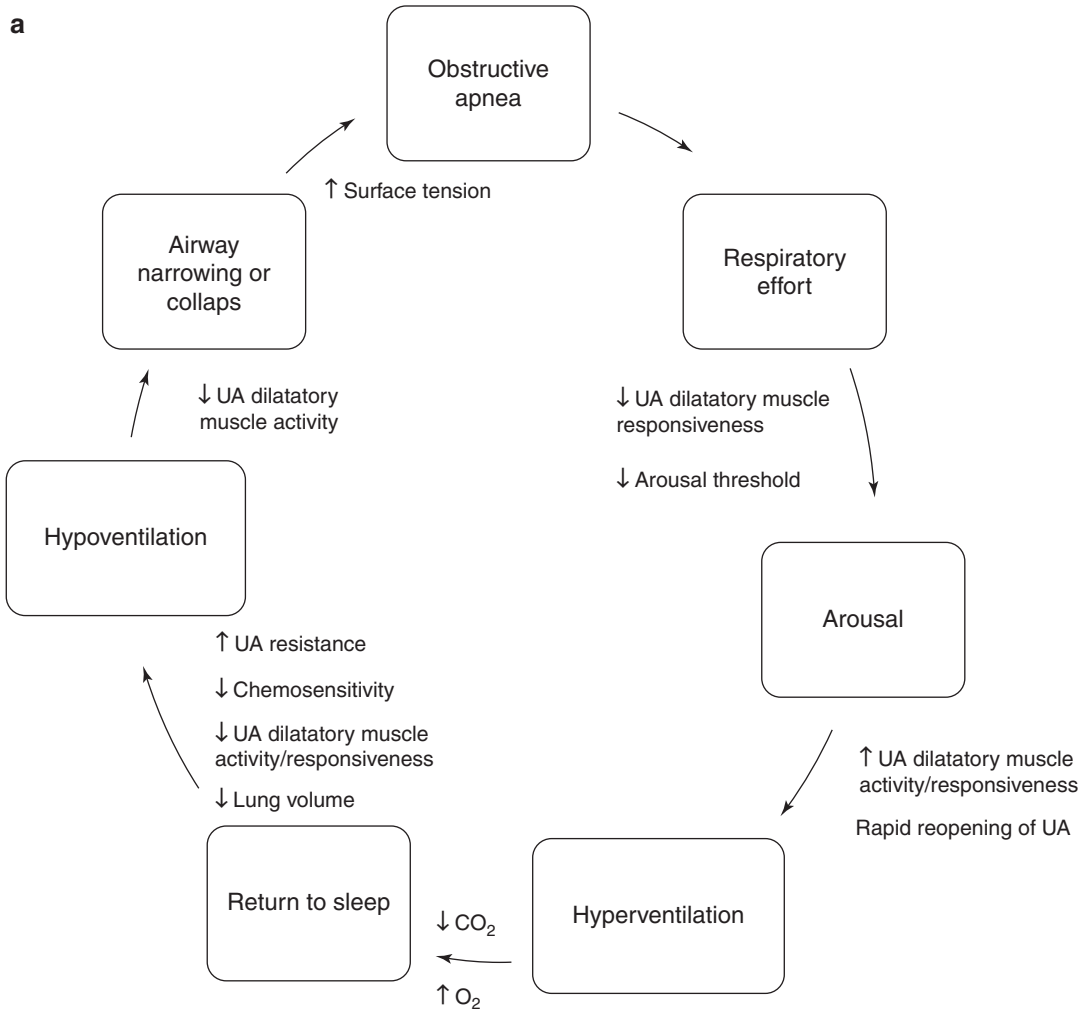 a
Obstructive
apnea
↑ Surface tension
Airway
narrowing or
collaps
Respiratory
effort
↓ UA dilatatory
muscle activity
↓ UA dilatatory muscle
responsiveness
↓ Arousal threshold
Hypoventilation
Arousal
↑ UA resistance
↓ Chemosensitivity
↓ UA dilatatory muscle
activity/responsiveness
↓ Lung volume
↑ UA dilatatory muscle
activity/responsiveness
Rapid reopening of UA
Return to sleep
↓ CO₂
↑ O₂
Hyperventilation